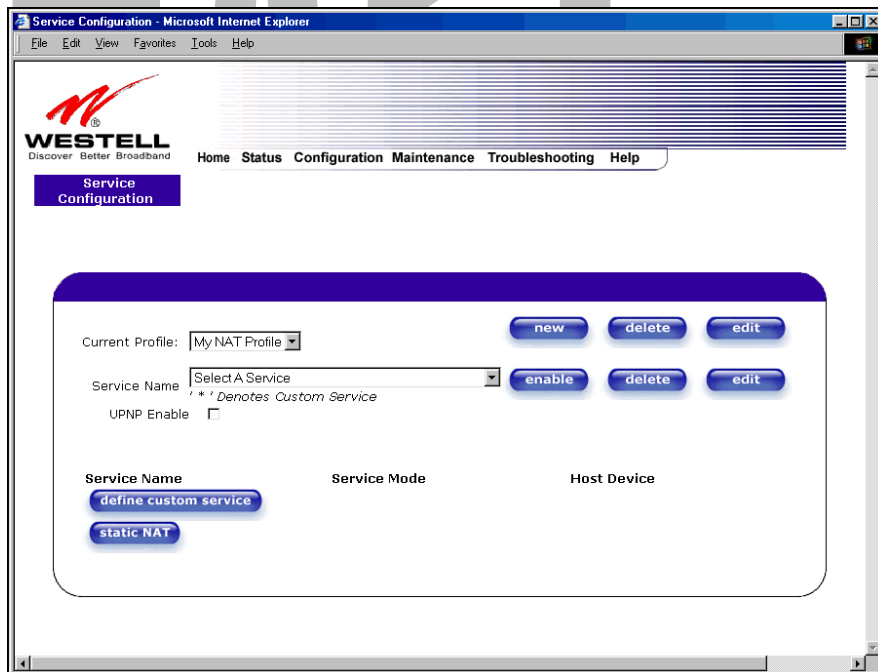 Service Configuration - Microsoft Internet Explorer
File Edit View Favorites Tools Help
®
WESTELL
Discover Better Broadband
Home Status Configuration Maintenance Troubleshooting Help
Service
Configuration
Current Profile: My NAT Profile new delete edit
Service Name Select A Service enable delete edit
' * ' Denotes Custom Service
UPNP Enable
Service Name Service Mode Host Device
define custom service
static NAT